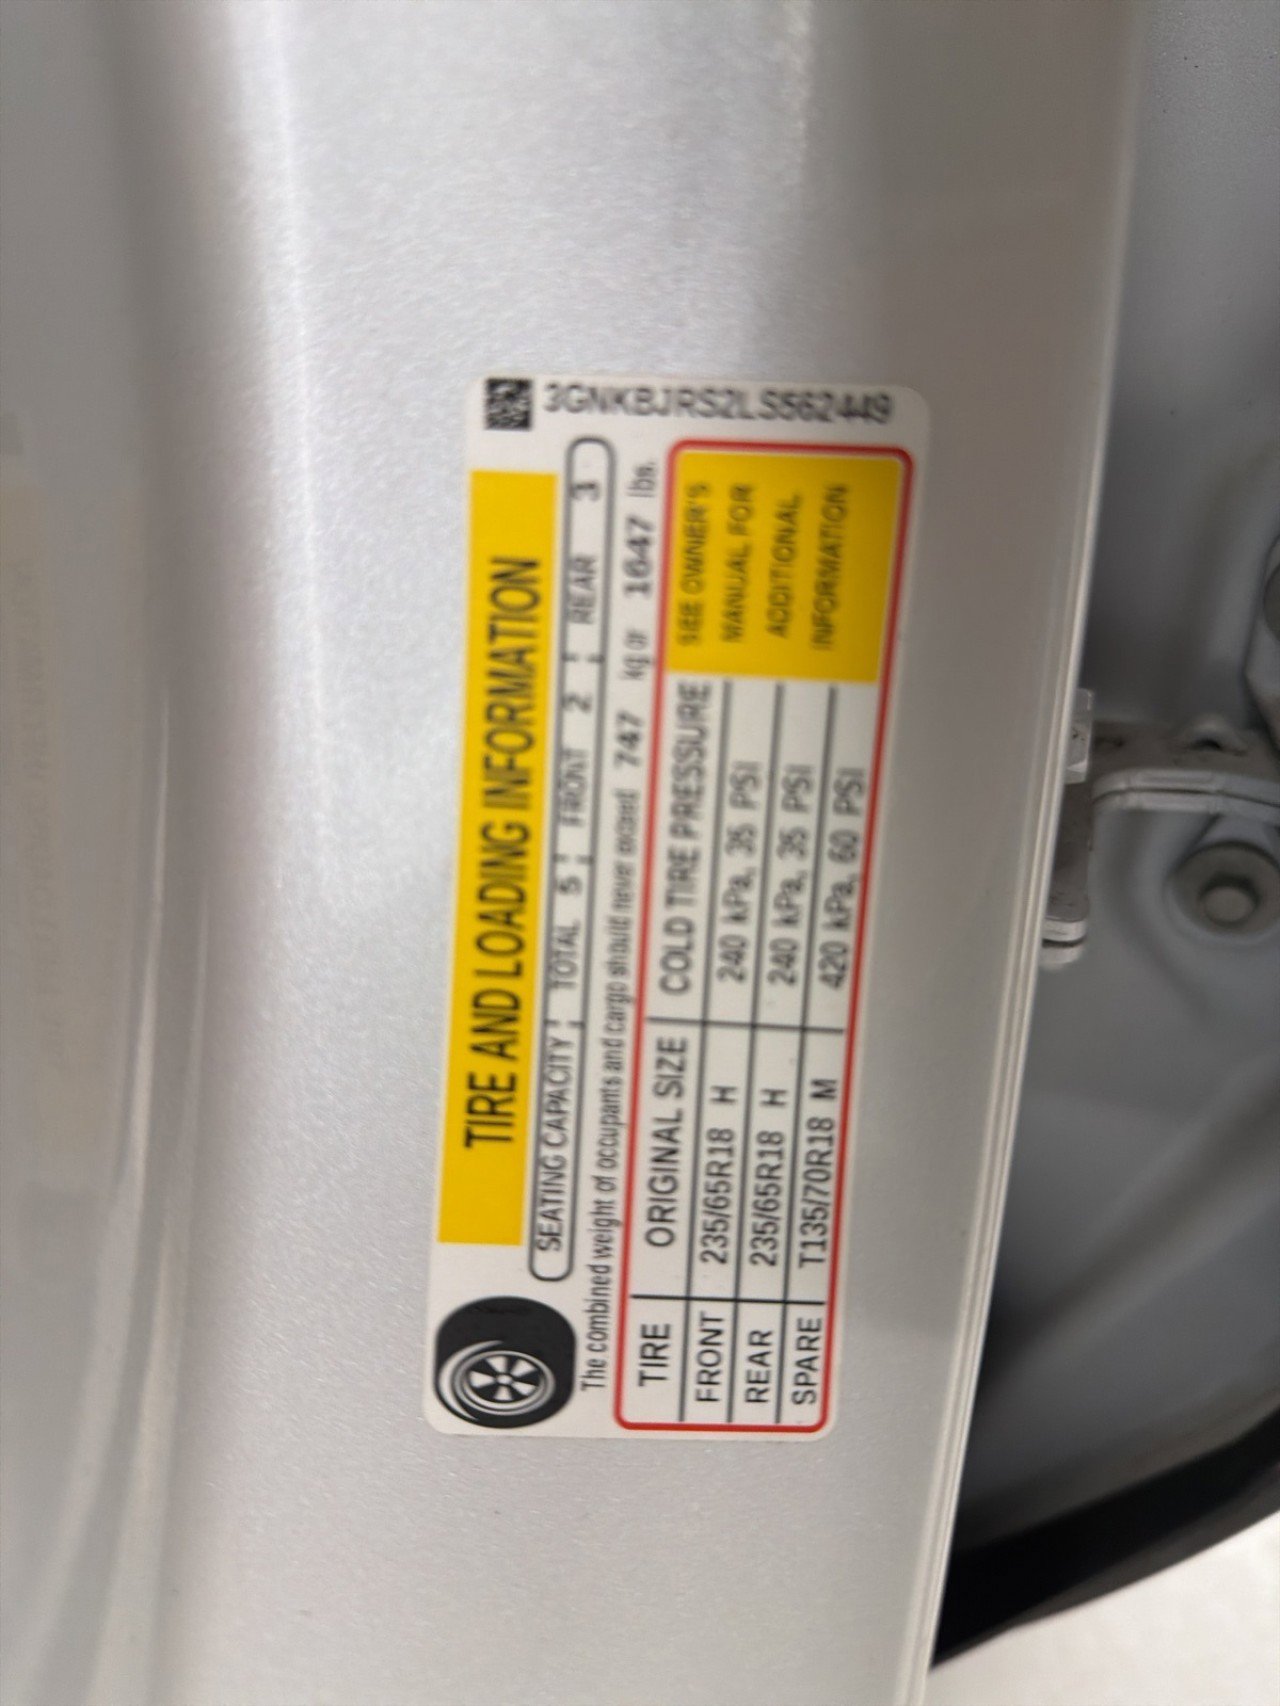 3GNKBJRS2LS562449
TIRE AND LOADING INFORMATION
SEATING CAPACITY TOTAL 5 FRONT 2 REAR 3
The combined weight of occupants and cargo should never exceed 747 kg or 1647 lbs.
TIRE ORIGINAL SIZE COLD TIRE PRESSURE
FRONT 235/65R18 H 240 kPa, 35 PSI
REAR 235/65R18 H 240 kPa, 35 PSI
SPARE T135/70R18 M 420 kPa, 60 PSI
SEE OWNER'S
MANUAL FOR
ADDITIONAL
INFORMATION